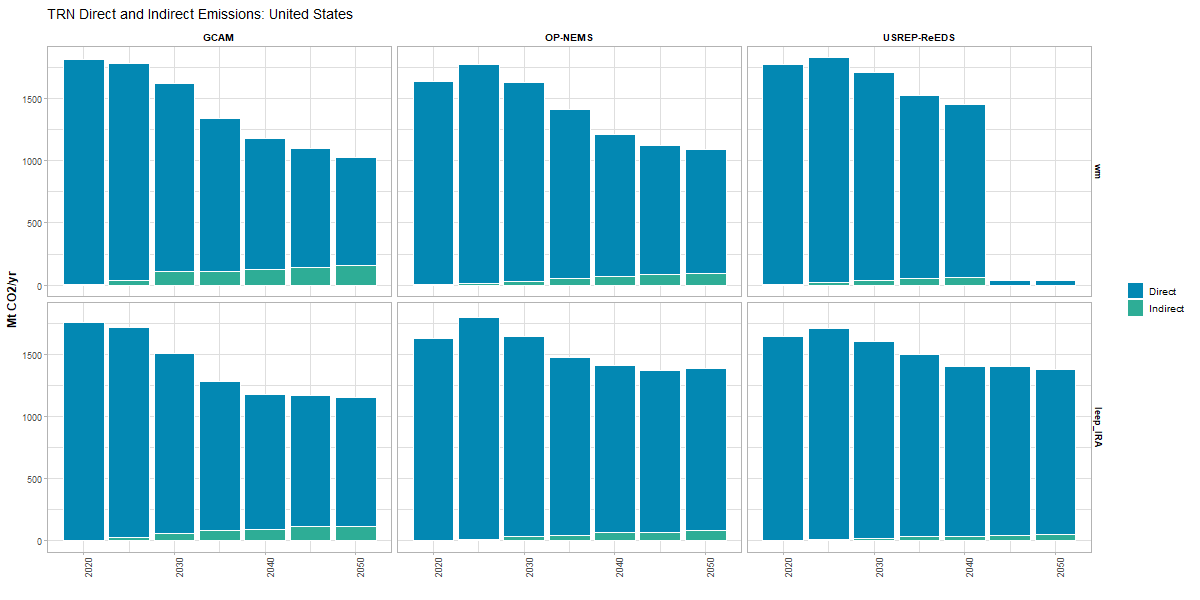 TRN Direct and Indirect Emissions: United States
GCAM
OP-NEMS
USREP-ReEDS
Mt CO2/yr
1500
1000
500
0
wm
1500
1000
500
0
leep_IRA
2020
2030
2040
2050
2020
2030
2040
2050
2020
2030
2040
2050
Direct
Indirect